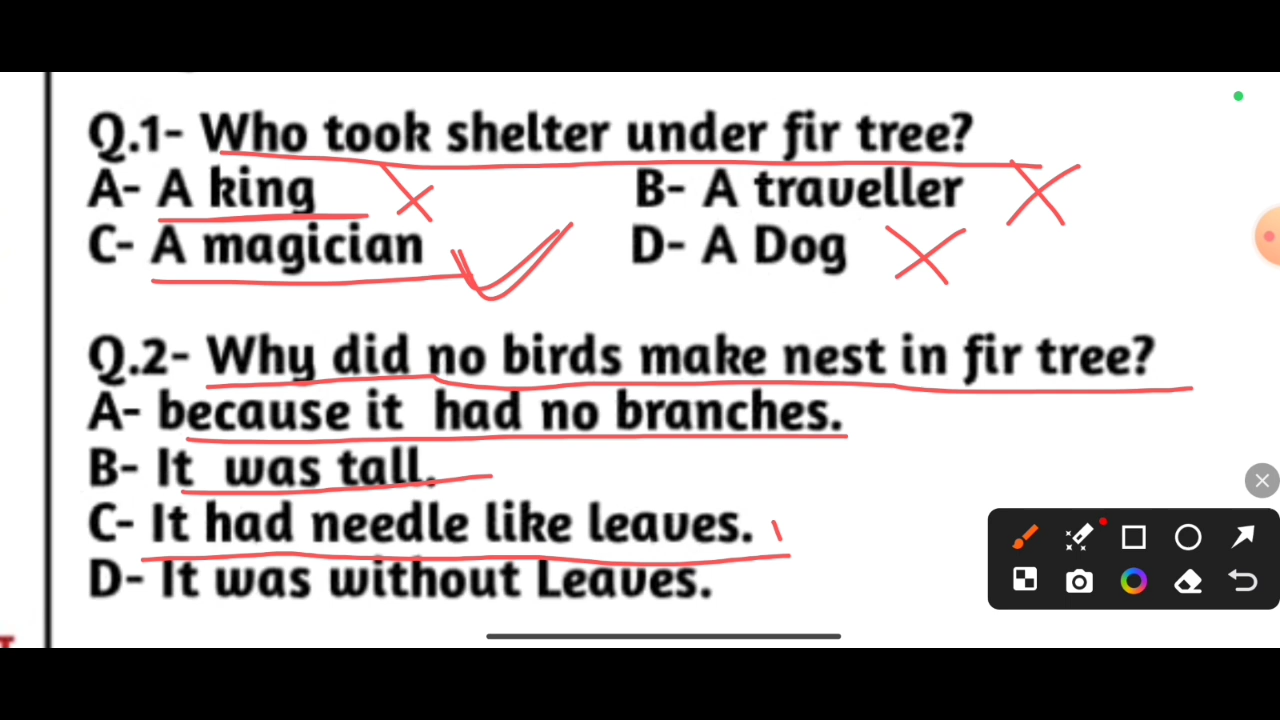 Q.1- Who took shelter under fir tree?
A- A king B- A traveller
C- A magician D- A Dog
Q.2- Why did no birds make nest in fir tree?
A- because it had no branches.
B- It was tall.
C- It had needle like leaves.
D- It was without Leaves.